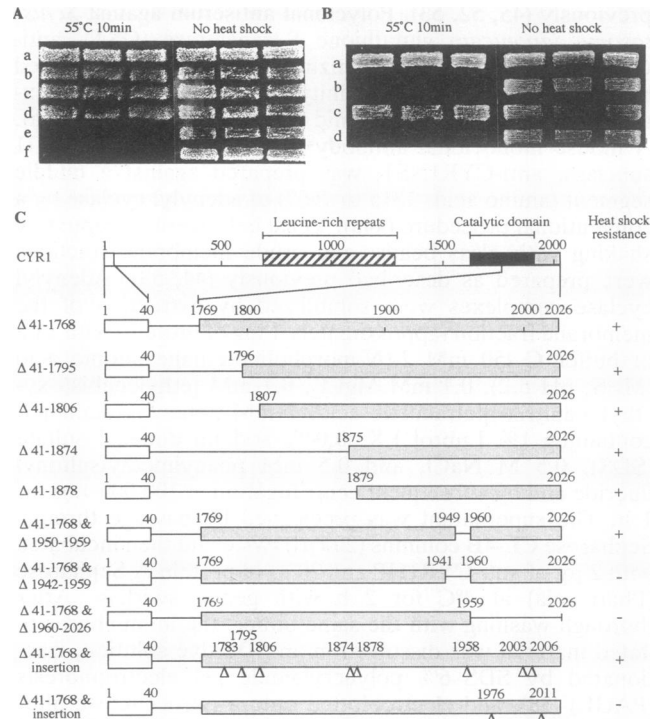 A
B
55°C 10min
No heat shock
55°C 10min
No heat shock
a
b
c
d
e
f
a
b
c
d
C
Leucine-rich repeats
Catalytic domain
Heat shock
resistance
1 500 1000 1500 2000
CYR1
1 40 1769 1800 1900 2000 2026
Δ 41-1768 +
1 40 1796 2026
Δ 41-1795 +
1 40 1807 2026
Δ 41-1806 +
1 40 1875 2026
Δ 41-1874 +
1 40 1879 2026
Δ 41-1878 +
1 40 1769 1949 1960 2026
Δ 41-1768 &
Δ 1950-1959 +
1 40 1769 1941 1960 2026
Δ 41-1768 &
Δ 1942-1959 -
1 40 1769 1959 2026
Δ 41-1768 &
Δ 1960-2026 -
1 40 1783 1795 1806 1874 1878 1958 2003 2006
Δ 41-1768 &
insertion +
Δ Δ Δ Δ Δ Δ Δ Δ
1 40 1976 2011
Δ 41-1768 &
insertion -
Δ Δ